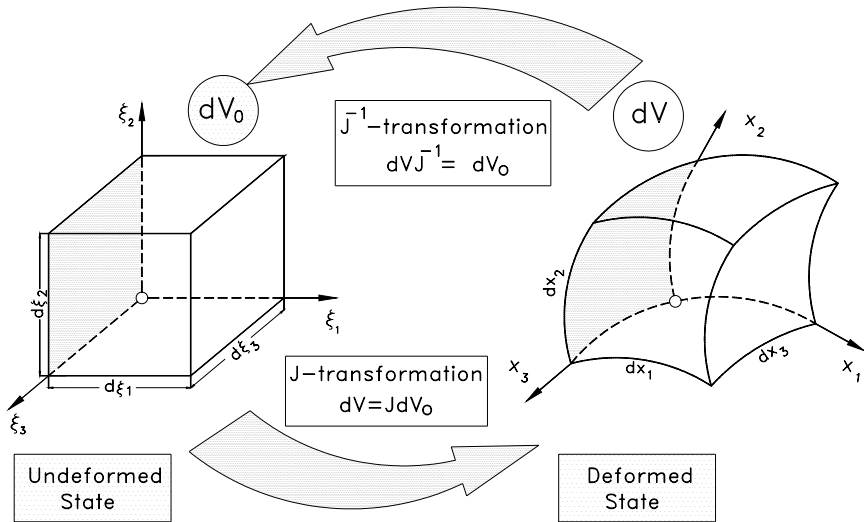 dV₀
dV
J⁻¹-transformation
dVJ⁻¹= dV₀
ξ₂
x₂
dξ₂
dx₂
ξ₁
dξ₃
dξ₁
ξ₃
x₃
dx₁
dx₃
x₁
J-transformation
dV=JdV₀
Undeformed
State
Deformed
State